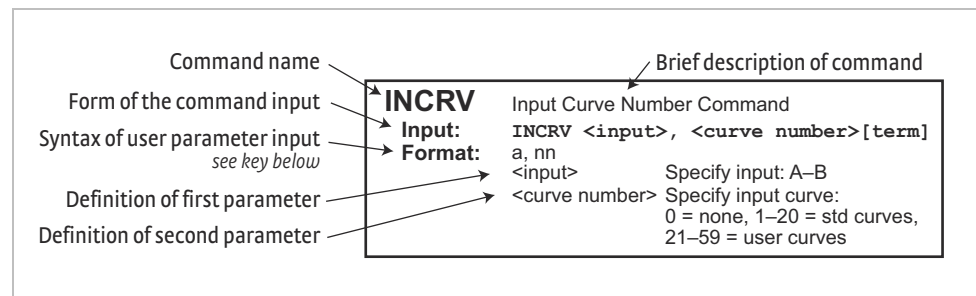 Command name
Form of the command input
Syntax of user parameter input
see key below
Definition of first parameter
Definition of second parameter
Brief description of command
INCRV Input Curve Number Command
Input: INCRV <input>, <curve number>[term]
Format: a, nn
<input> Specify input: A–B
<curve number> Specify input curve:
0 = none, 1–20 = std curves,
21–59 = user curves